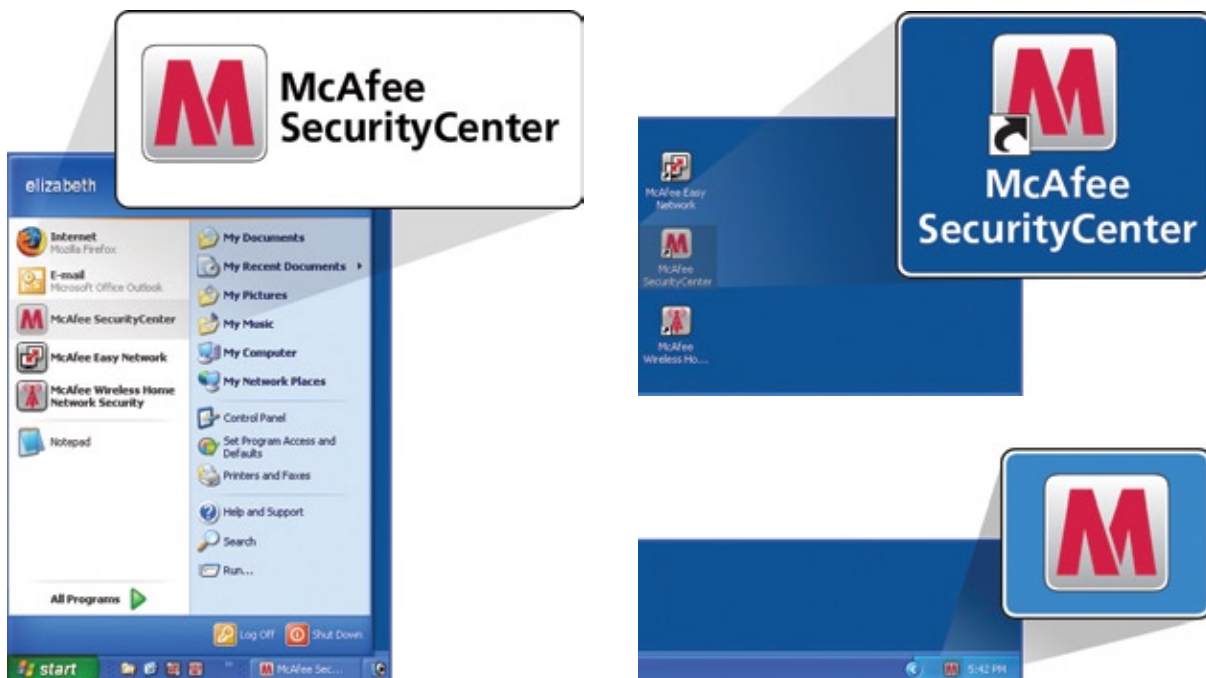 McAfee
SecurityCenter
elizabeth
Internet
Mozilla Firefox
E-mail
Microsoft Office Outlook
McAfee SecurityCenter
McAfee Easy Network
McAfee Wireless Home
Network Security
Notepad
All Programs
My Documents
My Recent Documents
My Pictures
My Music
My Computer
My Network Places
Control Panel
Set Program Access and
Defaults
Printers and Faxes
Help and Support
Search
Run...
Log Off
Shut Down
start
McAfee Sec...
McAfee
SecurityCenter
McAfee Easy
Network
McAfee
SecurityCenter
McAfee
Wireless Ho...
5:42 PM